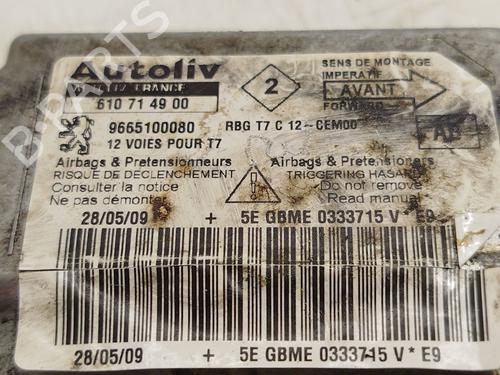 Autoliv
FRANCE
610 71 49 00
2
SENS DE MONTAGE
IMPERATIF
AVANT
FORWARD
9665100080
RBG T7 C 12-CEM00
12 VOIES POUR T7
AB
Airbags & Pretensionneurs
RISQUE DE DECLENCHEMENT
Consulter la notice
Ne pas démonter
Airbags & Pretensioners
TRIGGERING HASARD
Do not remove
Read manual
28/05/09 + 5E GBME 0333715 V * E9
28/05/09 + 5E GBME 0333715 V * E9
B-PARTS